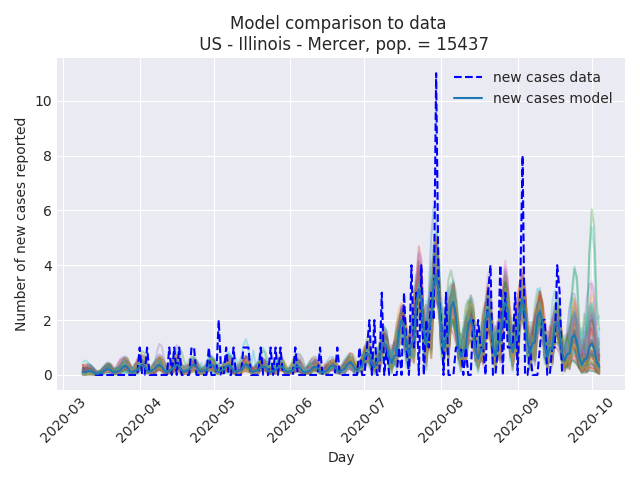 Model comparison to data
US - Illinois - Mercer, pop. = 15437
new cases data
new cases model
Number of new cases reported
10
8
6
4
2
0
2020-03
2020-04
2020-05
2020-06
2020-07
2020-08
2020-09
2020-10
Day